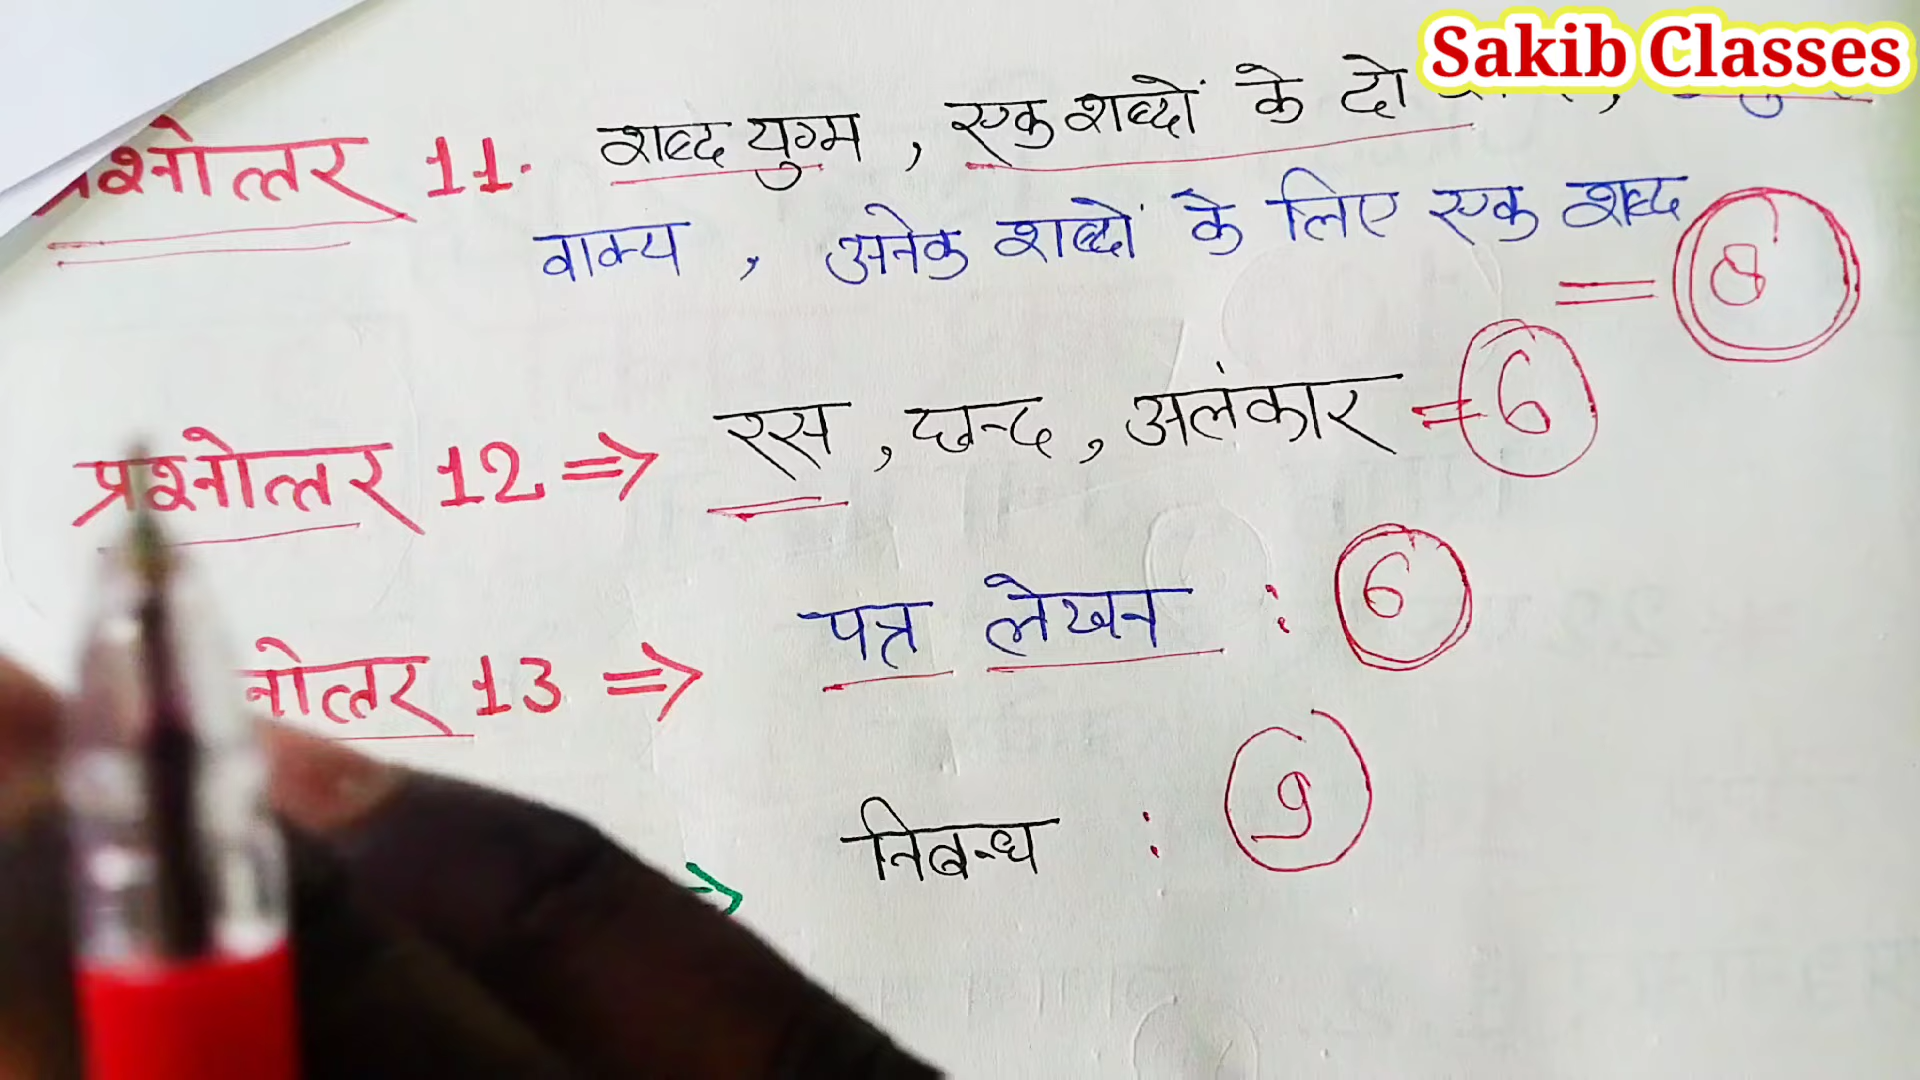 Sakib Classes
प्रश्नोत्तर 11. शब्द युग्म, एक शब्दों के दो
वाक्य, अनेक शब्दों के लिए एक शब्द
= 8
प्रश्नोत्तर 12 ⇒ रस, छन्द, अलंकार = 6
नोत्तर 13 ⇒ पत्र लेखन : 6
⇒ निबन्ध : 9